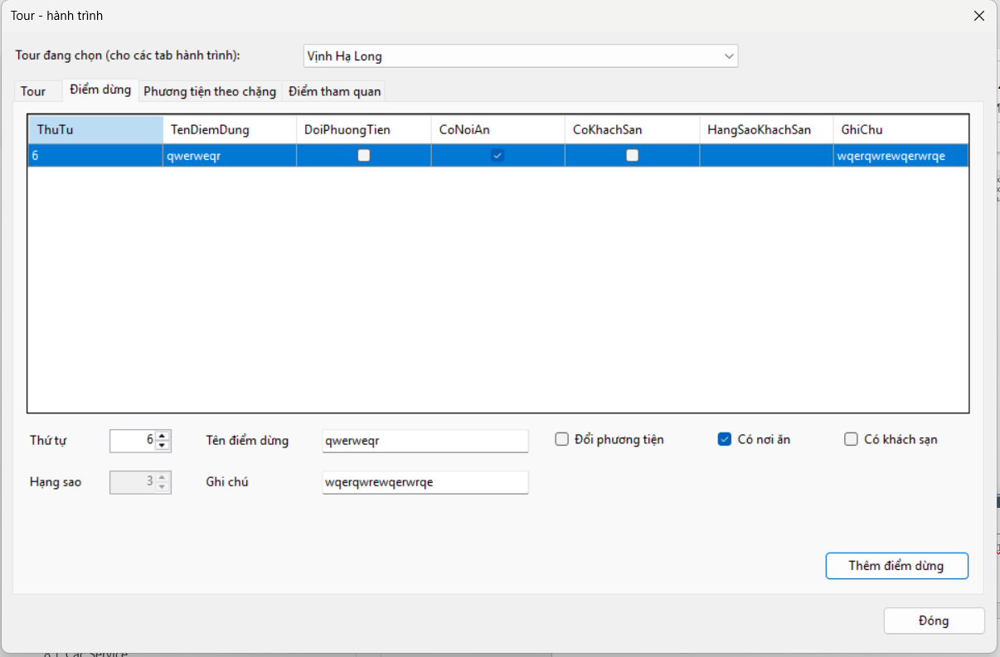 Tour - hành trình
Tour đang chọn (cho các tab hành trình):
Vịnh Hạ Long
Tour Điểm dừng Phương tiện theo chặng Điểm tham quan
ThuTu TenDiemDung DoiPhuongTien CoNoiAn CoKhachSan HangSaoKhachSan GhiChu
6 qwerweqr wqerqwrewqerwrqe
Thứ tự 6 Tên điểm dừng qwerweqr Đổi phương tiện Có nơi ăn Có khách sạn
Hạng sao 3 Ghi chú wqerqwrewqerwrqe
Thêm điểm dừng
Đóng